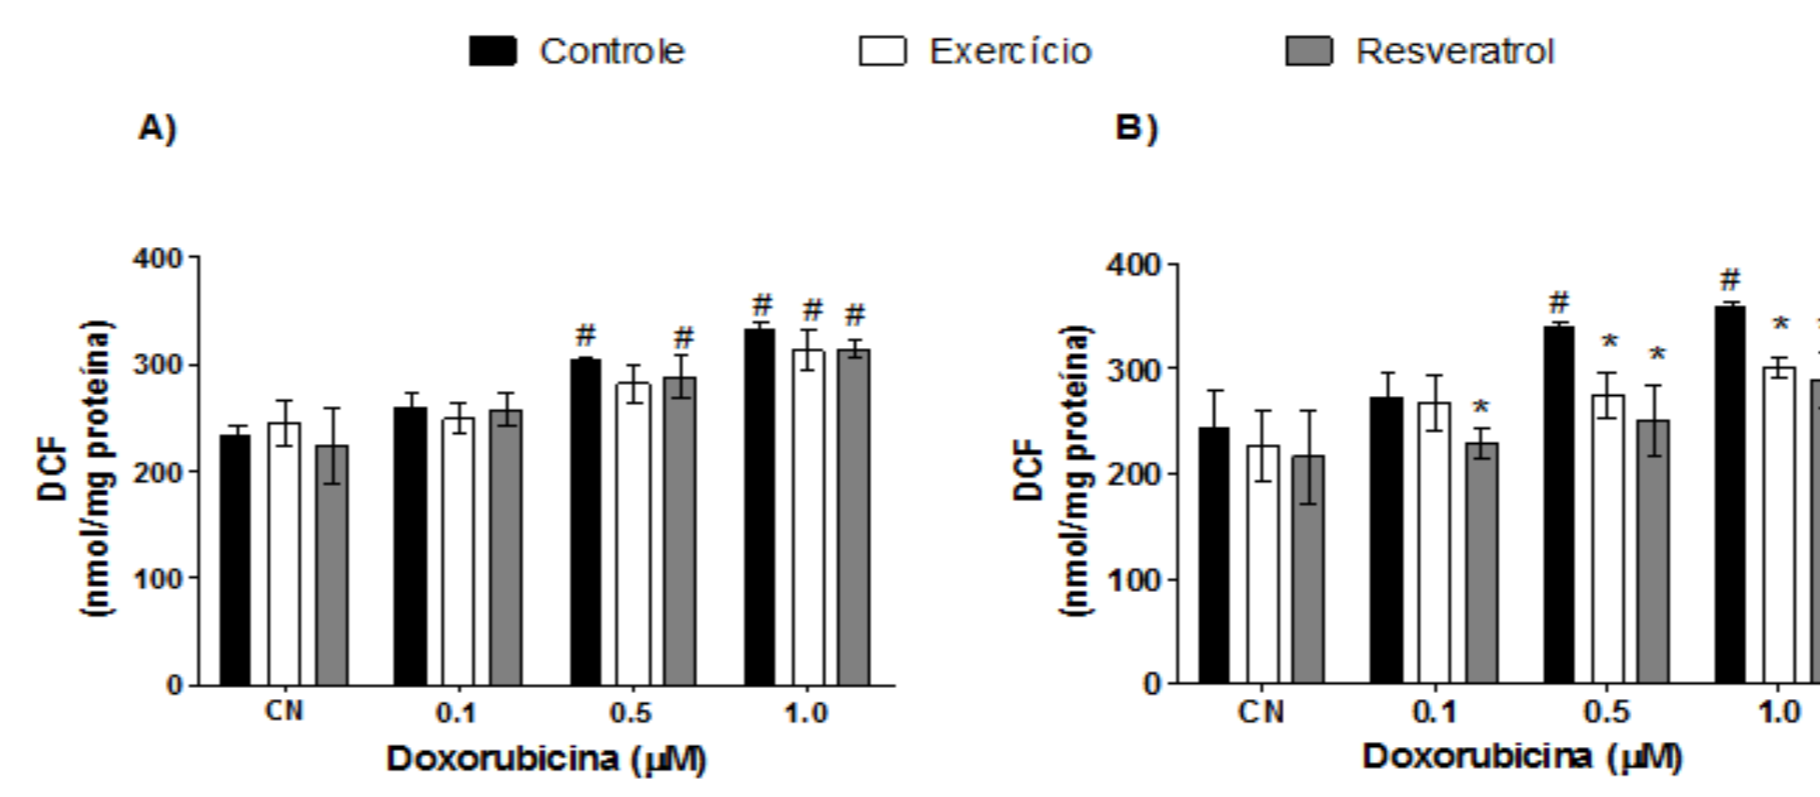 Controle Exercício Resveratrol
A) B)
DCF
(nmol/mg proteína)
400
300
200
100
0
# # # # #
CN 0.1 0.5 1.0
Doxorubicina (µM)
DCF
(nmol/mg proteína)
400
300
200
100
0
* # * * # *
CN 0.1 0.5 1.0
Doxorubicina (µM)